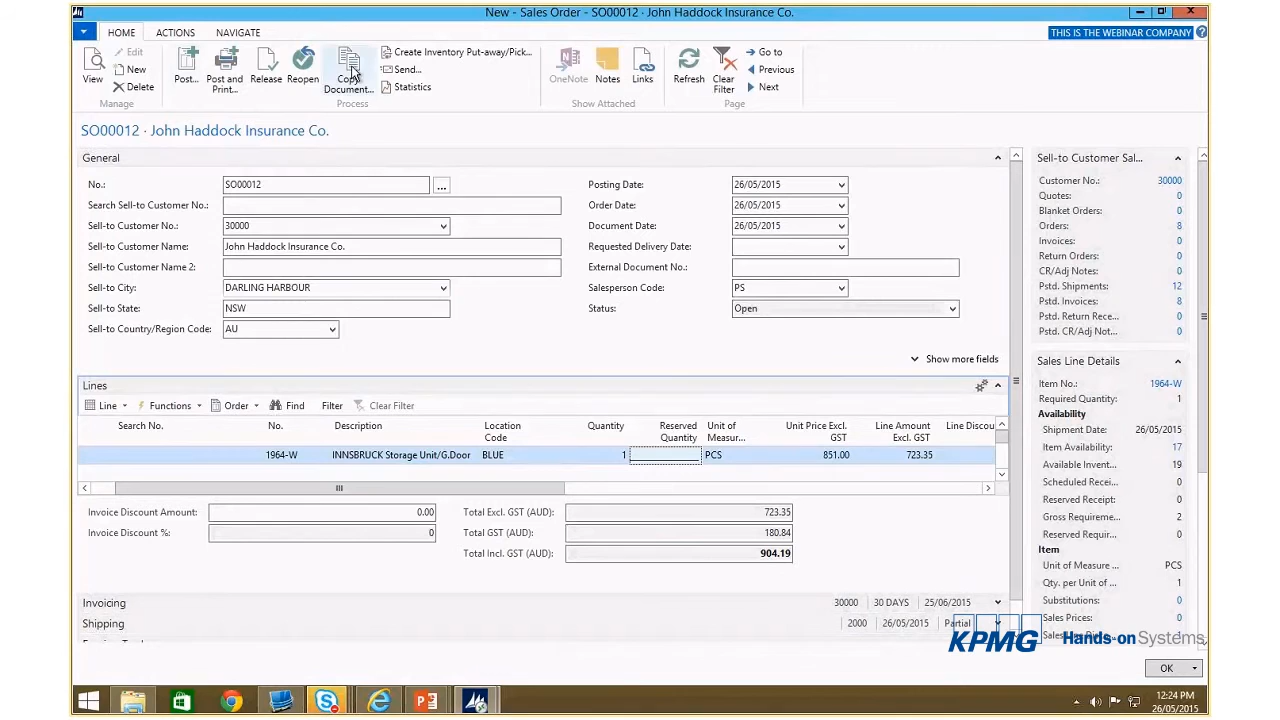 New - Sales Order - SO00012 · John Haddock Insurance Co.
HOME ACTIONS NAVIGATE
THIS IS THE WEBINAR COMPANY
View
Edit
New
Delete
Manage
Post...
Post and Print...
Release
Reopen
Copy Document...
Create Inventory Put-away/Pick...
Send...
Statistics
Process
OneNote
Notes
Links
Show Attached
Refresh
Clear Filter
Go to
Previous
Next
Page
SO00012 · John Haddock Insurance Co.
General
No.: SO00012 ...
Search Sell-to Customer No.:
Sell-to Customer No.: 30000
Sell-to Customer Name: John Haddock Insurance Co.
Sell-to Customer Name 2:
Sell-to City: DARLING HARBOUR
Sell-to State: NSW
Sell-to Country/Region Code: AU
Posting Date: 26/05/2015
Order Date: 26/05/2015
Document Date: 26/05/2015
Requested Delivery Date:
External Document No.:
Salesperson Code: PS
Status: Open
Show more fields
Lines
Line Functions Order Find Filter Clear Filter
Search No. No. Description Location Code Quantity Reserved Quantity Unit of Measur... Unit Price Excl. GST Line Amount Excl. GST Line Discou
1964-W INNSBRUCK Storage Unit/G.Door BLUE 1 PCS 851.00 723.35
Invoice Discount Amount: 0.00
Invoice Discount %: 0
Total Excl. GST (AUD): 723.35
Total GST (AUD): 180.84
Total Incl. GST (AUD): 904.19
Invoicing 30000 30 DAYS 25/06/2015
Shipping 2000 26/05/2015 Partial
Sell-to Customer Sal...
Customer No.: 30000
Quotes: 0
Blanket Orders: 0
Orders: 8
Invoices: 0
Return Orders: 0
CR/Adj Notes: 0
Pstd. Shipments: 12
Pstd. Invoices: 8
Pstd. Return Rece... 0
Pstd. CR/Adj Not... 0
Sales Line Details
Item No.: 1964-W
Required Quantity: 1
Availability
Shipment Date: 26/05/2015
Item Availability: 17
Available Invent... 19
Scheduled Recei... 0
Reserved Receipt: 0
Gross Requireme... 2
Reserved Requir... 0
Item
Unit of Measure ... PCS
Qty. per Unit of ... 1
Substitutions: 0
Sales Prices: 0
KPMG Hands-on Systems
OK
12:24 PM
26/05/2015